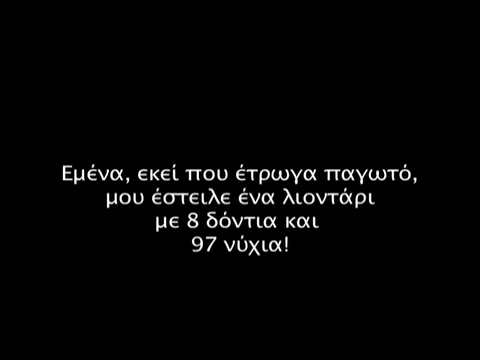 Εμένα, εκεί που έτρωγα παγωτό,
μου έστειλε ένα λιοντάρι
με 8 δόντια και
97 νύχια!